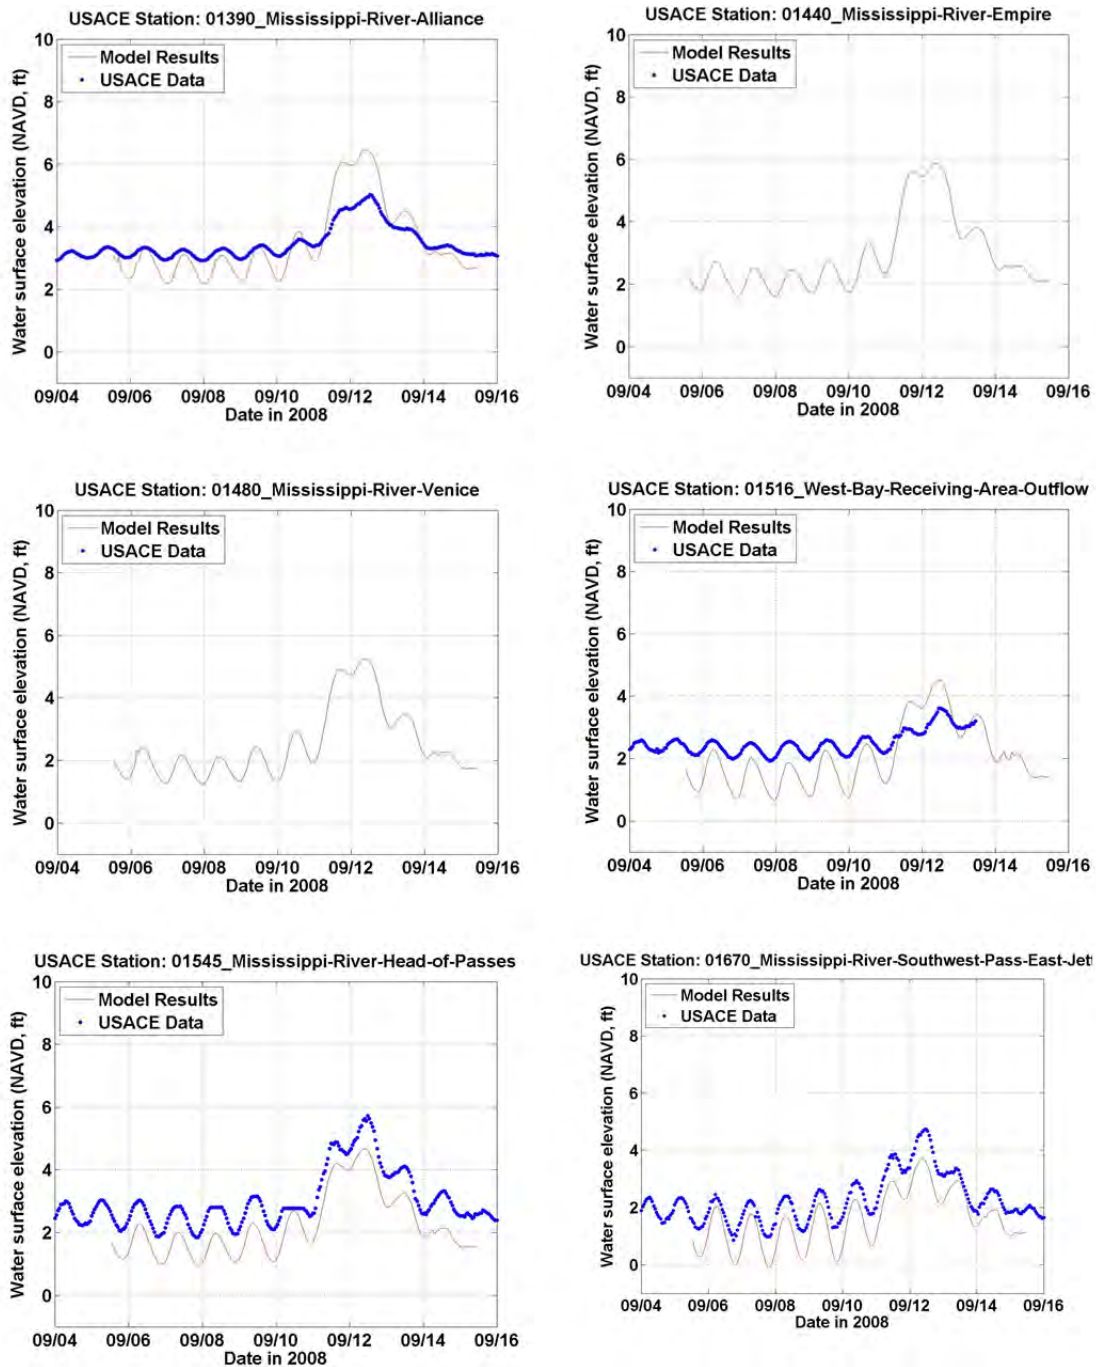 USACE Station: 01390_Mississippi-River-Alliance
Water surface elevation (NAVD, ft)
10
8
6
4
2
0
Model Results
USACE Data
09/04 09/06 09/08 09/10 09/12 09/14 09/16
Date in 2008
USACE Station: 01440_Mississippi-River-Empire
Water surface elevation (NAVD, ft)
10
8
6
4
2
0
Model Results
USACE Data
09/04 09/06 09/08 09/10 09/12 09/14 09/16
Date in 2008
USACE Station: 01480_Mississippi-River-Venice
Water surface elevation (NAVD, ft)
10
8
6
4
2
0
Model Results
USACE Data
09/04 09/06 09/08 09/10 09/12 09/14 09/16
Date in 2008
USACE Station: 01516_West-Bay-Receiving-Area-Outflow
Water surface elevation (NAVD, ft)
10
8
6
4
2
0
Model Results
USACE Data
09/04 09/06 09/08 09/10 09/12 09/14 09/16
Date in 2008
USACE Station: 01545_Mississippi-River-Head-of-Passes
Water surface elevation (NAVD, ft)
10
8
6
4
2
0
Model Results
USACE Data
09/04 09/06 09/08 09/10 09/12 09/14 09/16
Date in 2008
USACE Station: 01670_Mississippi-River-Southwest-Pass-East-Jet
Water surface elevation (NAVD, ft)
10
8
6
4
2
0
Model Results
USACE Data
09/04 09/06 09/08 09/10 09/12 09/14 09/16
Date in 2008